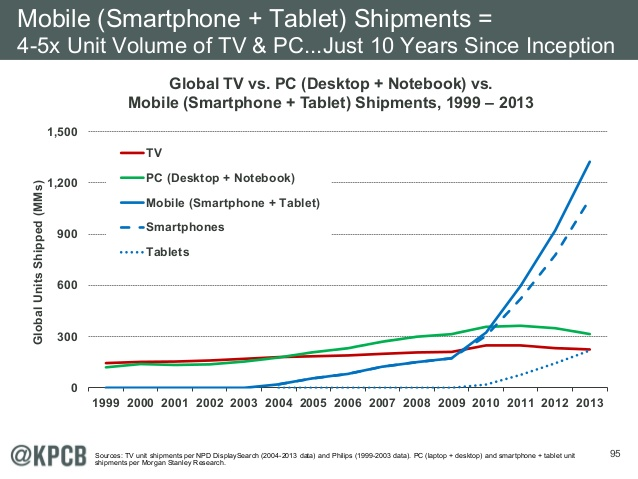 Mobile (Smartphone + Tablet) Shipments =
4-5x Unit Volume of TV & PC...Just 10 Years Since Inception
Global TV vs. PC (Desktop + Notebook) vs.
Mobile (Smartphone + Tablet) Shipments, 1999 – 2013
Global Units Shipped (MMs)
1,500
1,200
900
600
300
0
TV
PC (Desktop + Notebook)
Mobile (Smartphone + Tablet)
Smartphones
Tablets
1999 2000 2001 2002 2003 2004 2005 2006 2007 2008 2009 2010 2011 2012 2013
@KPCB
Sources: TV unit shipments per NPD DisplaySearch (2004-2013 data) and Philips (1999-2003 data). PC (laptop + desktop) and smartphone + tablet unit
shipments per Morgan Stanley Research.
95